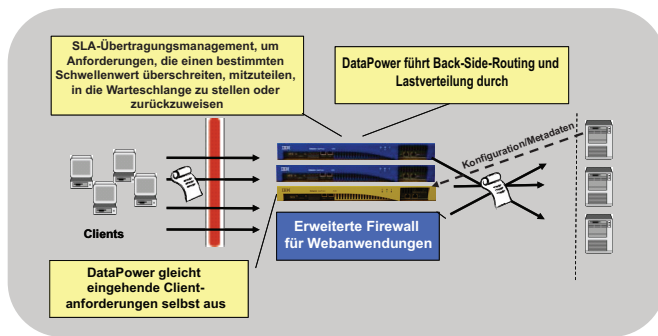 SLA-Übertragungsmanagement, um
Anforderungen, die einen bestimmten
Schwellenwert überschreiten, mitzuteilen,
in die Warteschlange zu stellen oder
zurückzuweisen
DataPower führt Back-Side-Routing und
Lastverteilung durch
Konfiguration/Metadaten
Clients
Erweiterte Firewall
für Webanwendungen
DataPower gleicht
eingehende Client-
anforderungen selbst aus